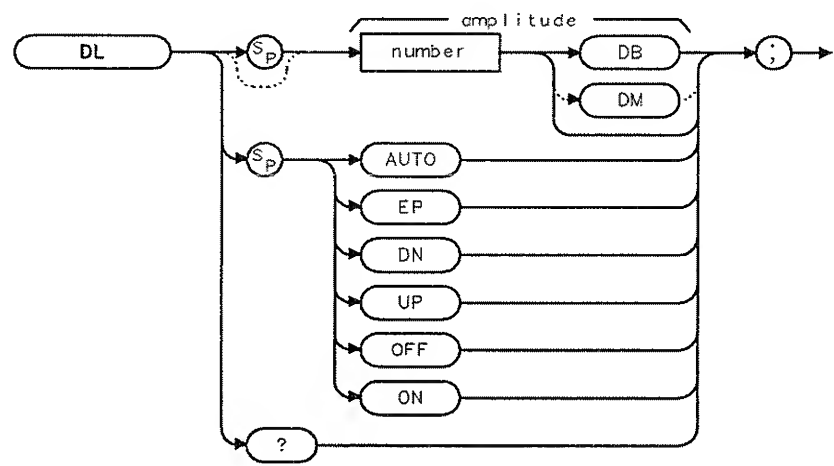 amplitude
DL SP number DB ;
DM
SP AUTO
EP
DN
UP
OFF
ON
?